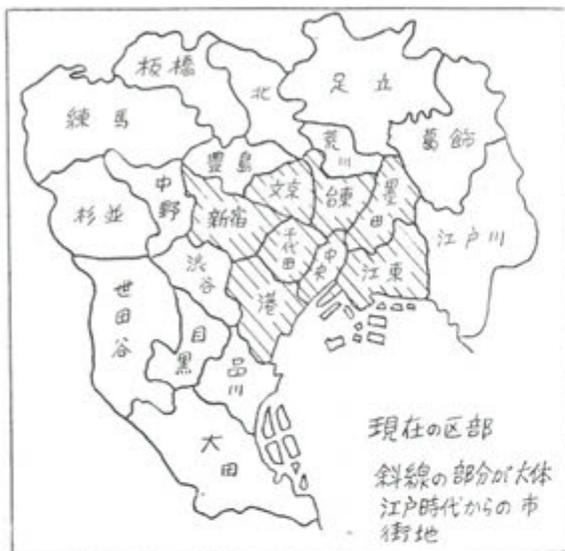 板橋
北
足立
練馬
荒川
葛飾
豊島
中野
文京
台東
墨田
杉並
新宿
千代田
中央
江東
江戸川
渋谷
港
世田谷
目黒
品川
大田
現在の区部
斜線の部分が大体
江戸時代からの市
街地